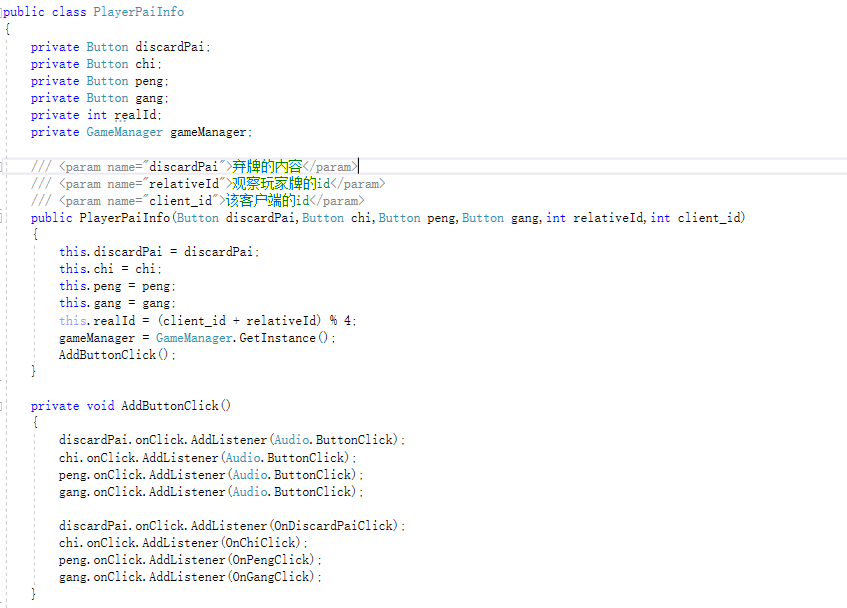 public class PlayerPaiInfo
{
    private Button discardPai;
    private Button chi;
    private Button peng;
    private Button gang;
    private int realId;
    private GameManager gameManager;

    /// <param name="discardPai">弃牌的内容</param>
    /// <param name="relativeId">观察玩家牌的id</param>
    /// <param name="client_id">该客户端的id</param>
    public PlayerPaiInfo(Button discardPai,Button chi,Button peng,Button gang,int relativeId,int client_id)
    {
        this.discardPai = discardPai;
        this.chi = chi;
        this.peng = peng;
        this.gang = gang;
        this.realId = (client_id + relativeId) % 4;
        gameManager = GameManager.GetInstance();
        AddButtonClick();
    }

    private void AddButtonClick()
    {
        discardPai.onClick.AddListener(Audio.ButtonClick);
        chi.onClick.AddListener(Audio.ButtonClick);
        peng.onClick.AddListener(Audio.ButtonClick);
        gang.onClick.AddListener(Audio.ButtonClick);

        discardPai.onClick.AddListener(OnDiscardPaiClick);
        chi.onClick.AddListener(OnChiClick);
        peng.onClick.AddListener(OnPengClick);
        gang.onClick.AddListener(OnGangClick);
    }